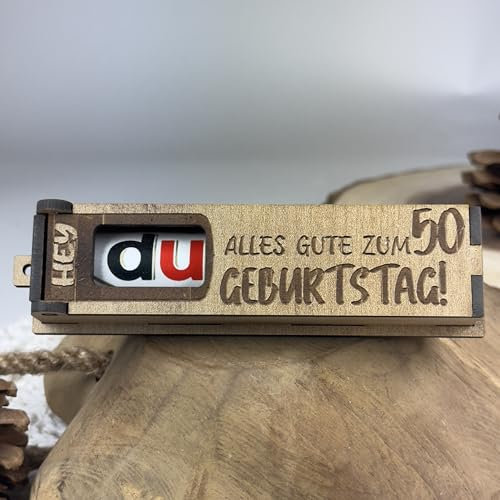 HEY
du
ALLES GUTE ZUM 50
GEBURTSTAG!